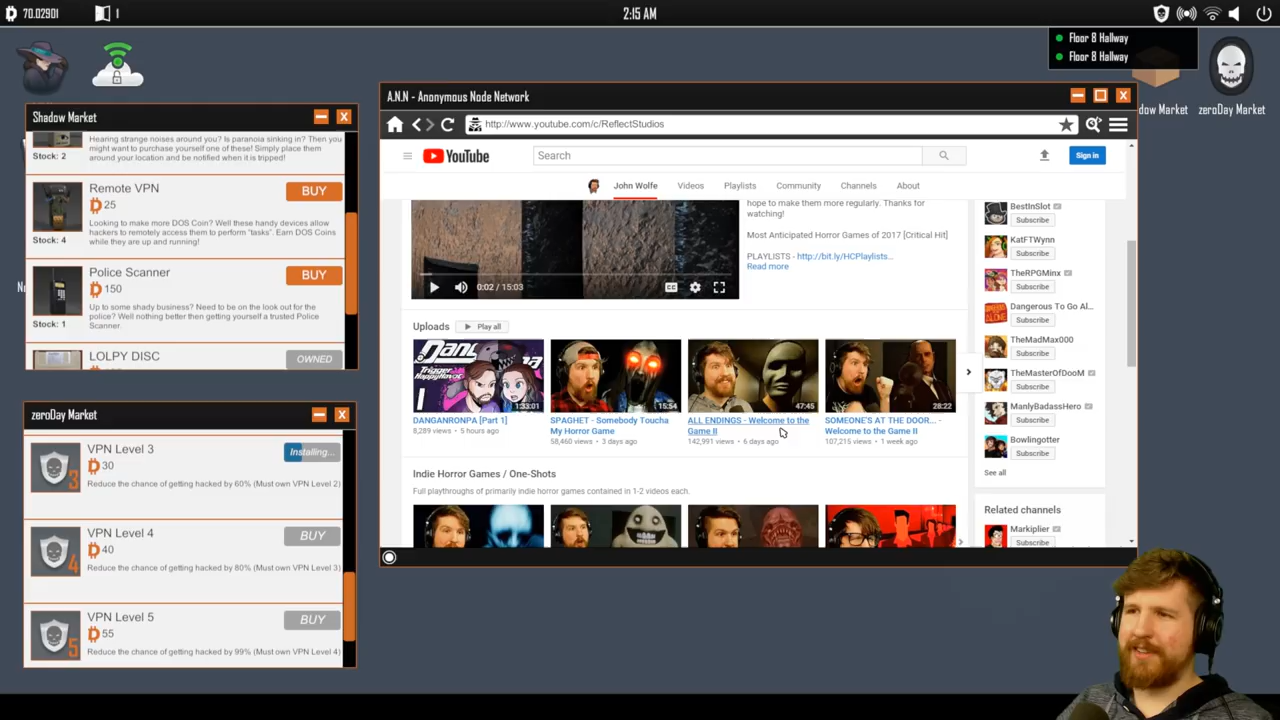 70.02901
1
2:15 AM
Floor 8 Hallway
Floor 8 Hallway
dow Market
zeroDay Market
Shadow Market
Hearing strange noises around you? Is paranoia sinking in? Then you
might want to purchase yourself one of these! Simply place them
around your location and be notified when it is tripped!
Stock: 2
Remote VPN
25
BUY
Looking to make more DOS Coin? Well these handy devices allow
hackers to remotely access them to perform "tasks". Earn DOS Coins
while they are up and running!
Stock: 4
Police Scanner
150
BUY
Up to some shady business? Need to be on the look out for the
police? Well nothing better then getting yourself a trusted Police
Scanner.
Stock: 1
LOLPY DISC
OWNED
zeroDay Market
VPN Level 3
30
Installing...
Reduce the chance of getting hacked by 60% (Must own VPN Level 2)
3
VPN Level 4
40
BUY
Reduce the chance of getting hacked by 80% (Must own VPN Level 3)
4
VPN Level 5
55
BUY
Reduce the chance of getting hacked by 99% (Must own VPN Level 4)
5
A.N.N - Anonymous Node Network
http://www.youtube.com/c/ReflectStudios
YouTube
Search
Sign in
John Wolfe
Videos
Playlists
Community
Channels
About
hope to make them more regularly. Thanks for
watching!
Most Anticipated Horror Games of 2017 [Critical Hit]
PLAYLISTS - http://bit.ly/HCPlaylists...
Read more
0:02 / 15:03
CC
Uploads
Play all
1:33:01
15:54
47:45
28:22
DANGANRONPA [Part 1]
8,289 views • 5 hours ago
SPAGHET - Somebody Toucha
My Horror Game
58,460 views • 3 days ago
ALL ENDINGS - Welcome to the
Game II
142,991 views • 6 days ago
SOMEONE'S AT THE DOOR... -
Welcome to the Game II
107,215 views • 1 week ago
Indie Horror Games / One-Shots
Full playthroughs of primarily indie horror games contained in 1-2 videos each.
BestInSlot
Subscribe
KatFTWynn
Subscribe
TheRPGMinx
Subscribe
Dangerous To Go Al...
Subscribe
TheMadMax000
Subscribe
TheMasterOfDooM
Subscribe
ManlyBadassHero
Subscribe
Bowlingotter
Subscribe
See all
Related channels
Markiplier
Subscribe